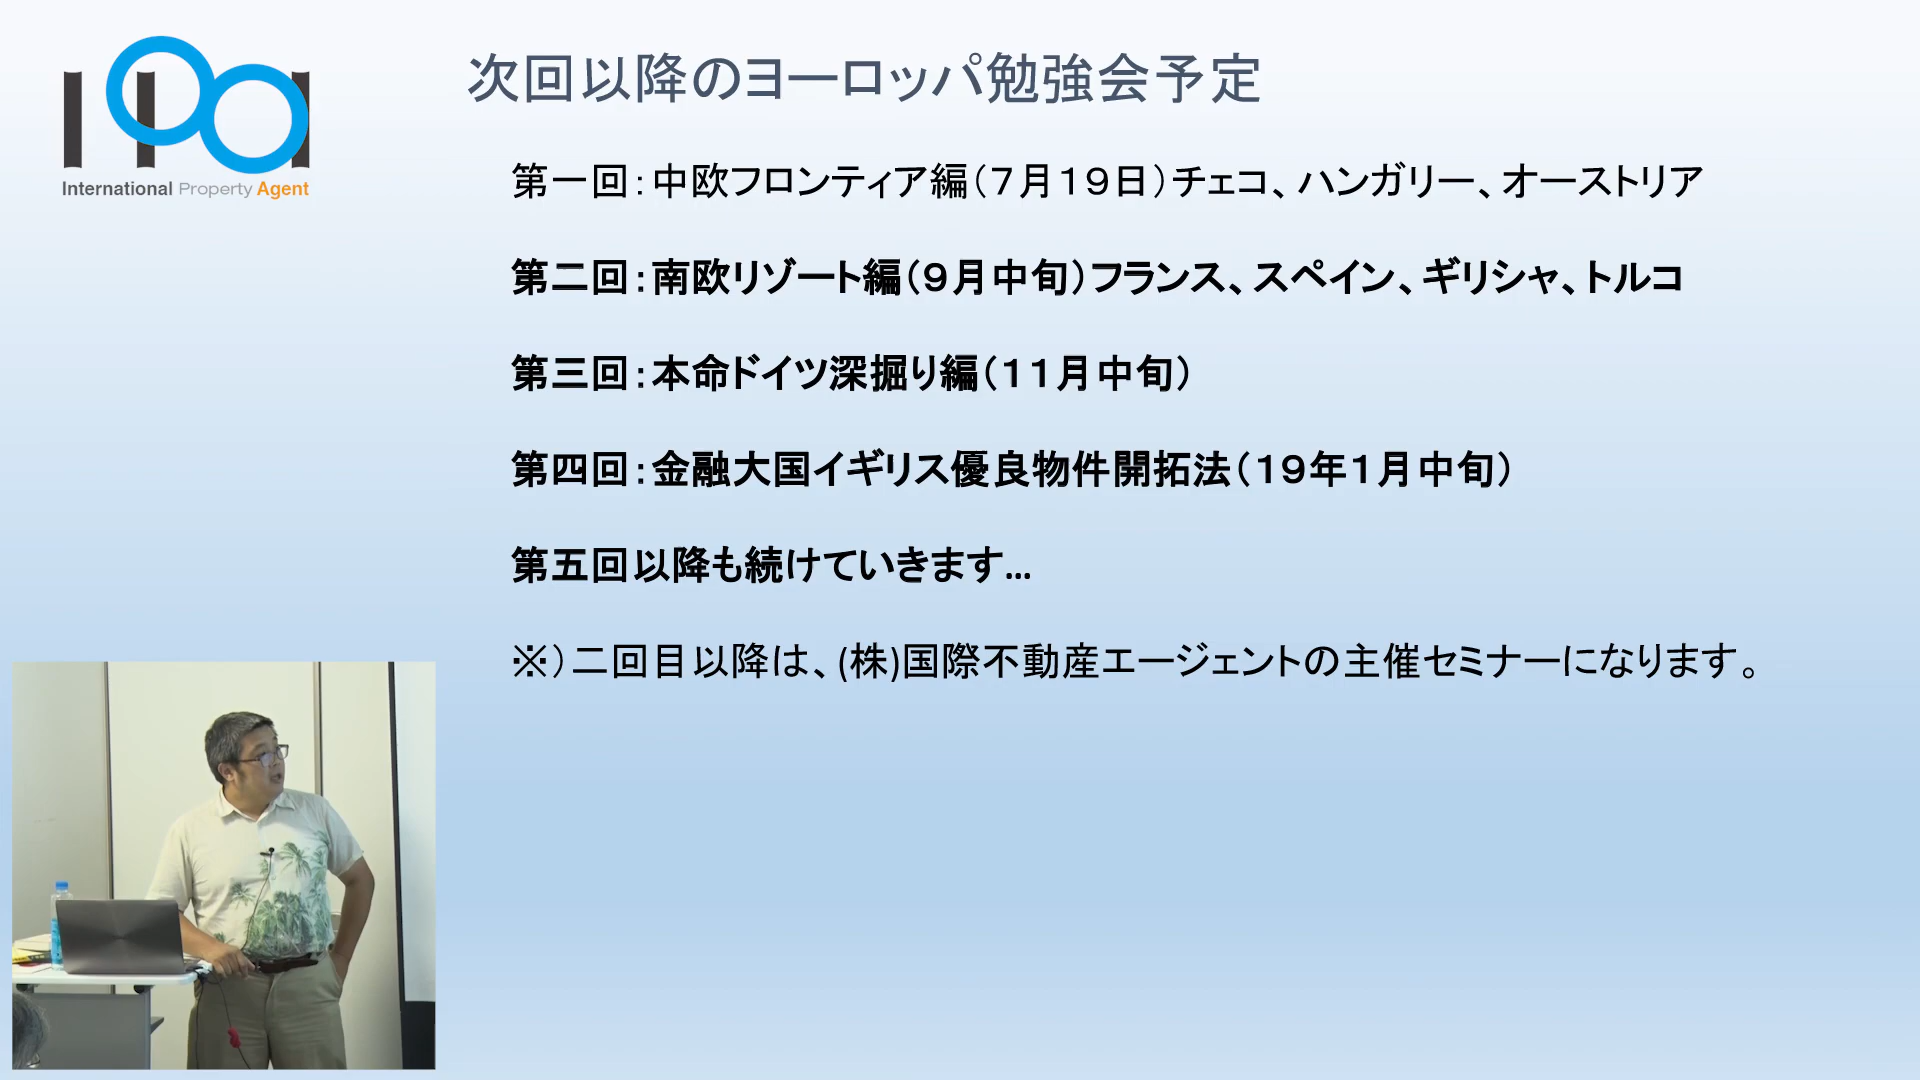 IPa
International Property Agent
次回以降のヨーロッパ勉強会予定
第一回：中欧フロンティア編（７月１９日）チェコ、ハンガリー、オーストリア
第二回：南欧リゾート編（９月中旬）フランス、スペイン、ギリシャ、トルコ
第三回：本命ドイツ深掘り編（１１月中旬）
第四回：金融大国イギリス優良物件開拓法（１９年１月中旬）
第五回以降も続けていきます…
※）二回目以降は、(株)国際不動産エージェントの主催セミナーになります。